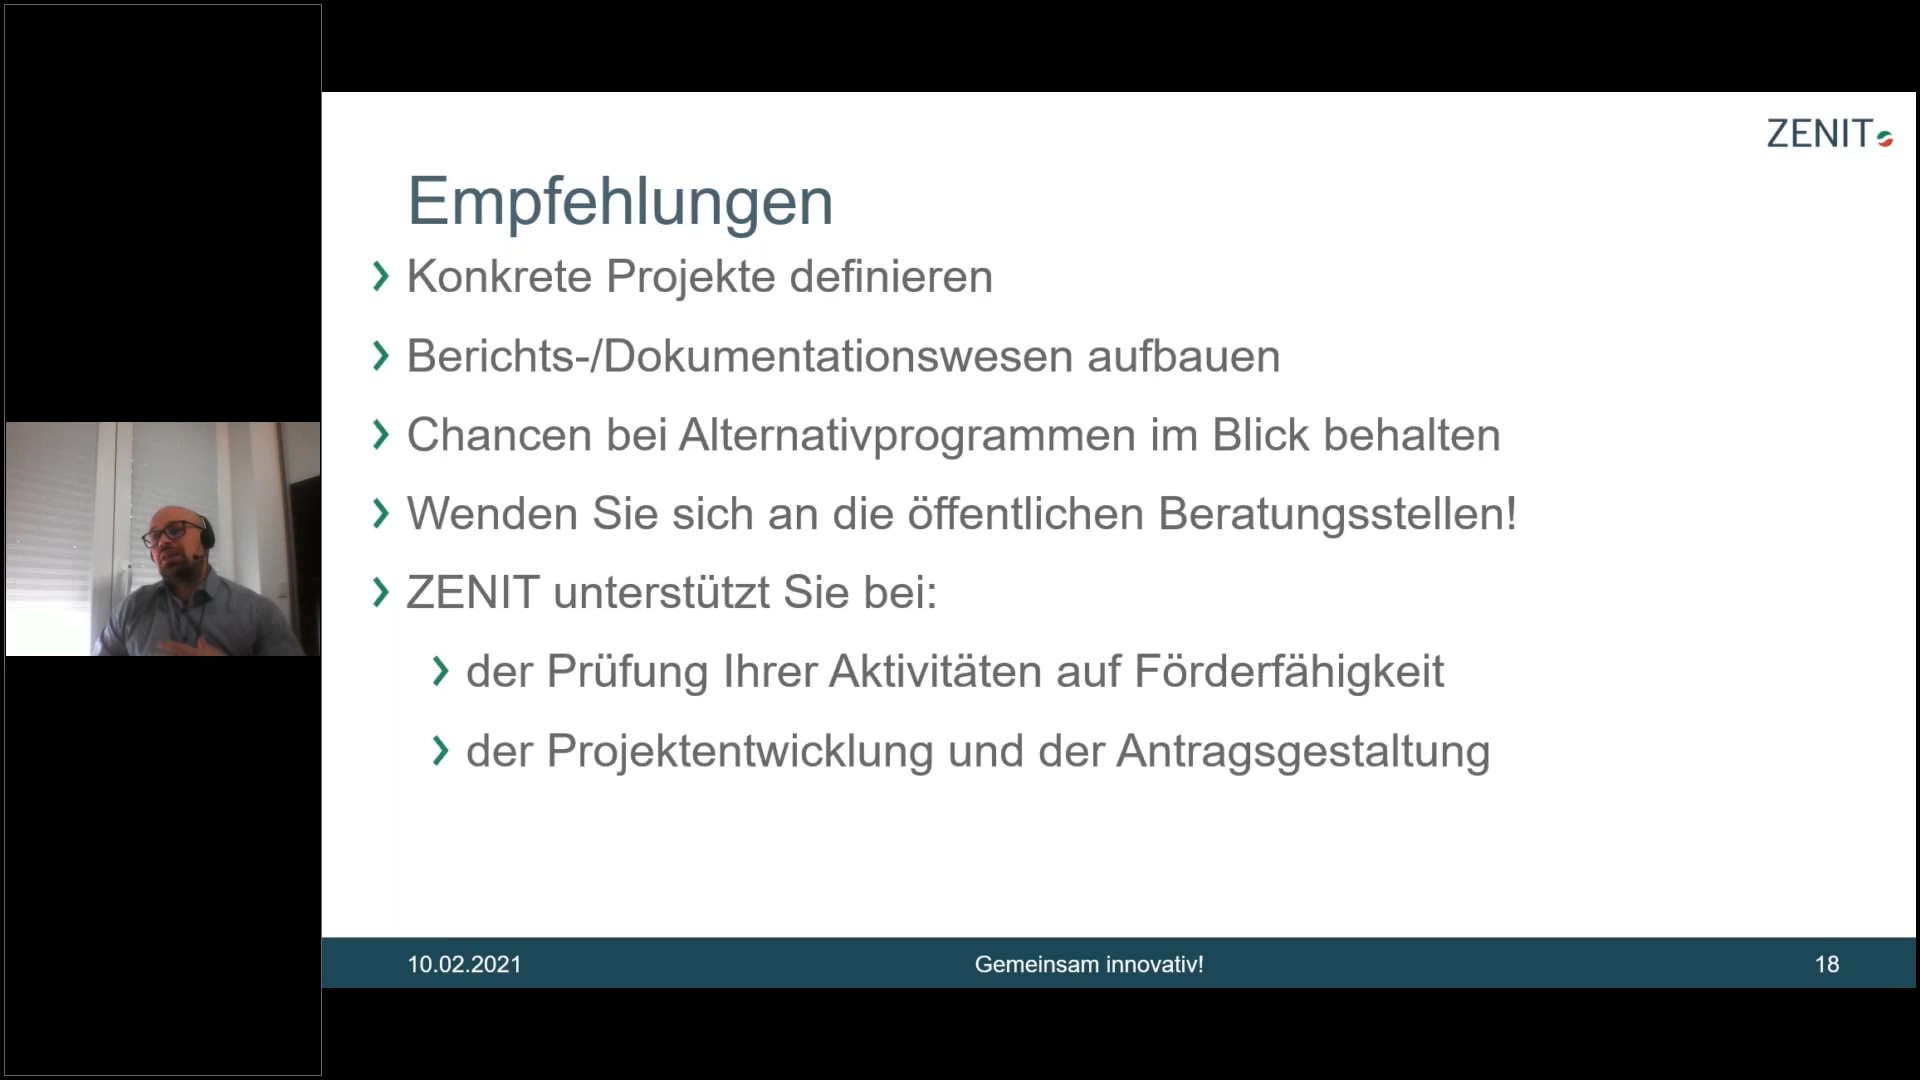 ZENIT
Empfehlungen
Konkrete Projekte definieren
Berichts-/Dokumentationswesen aufbauen
Chancen bei Alternativprogrammen im Blick behalten
Wenden Sie sich an die öffentlichen Beratungsstellen!
ZENIT unterstützt Sie bei:
der Prüfung Ihrer Aktivitäten auf Förderfähigkeit
der Projektentwicklung und der Antragsgestaltung
10.02.2021 Gemeinsam innovativ! 18